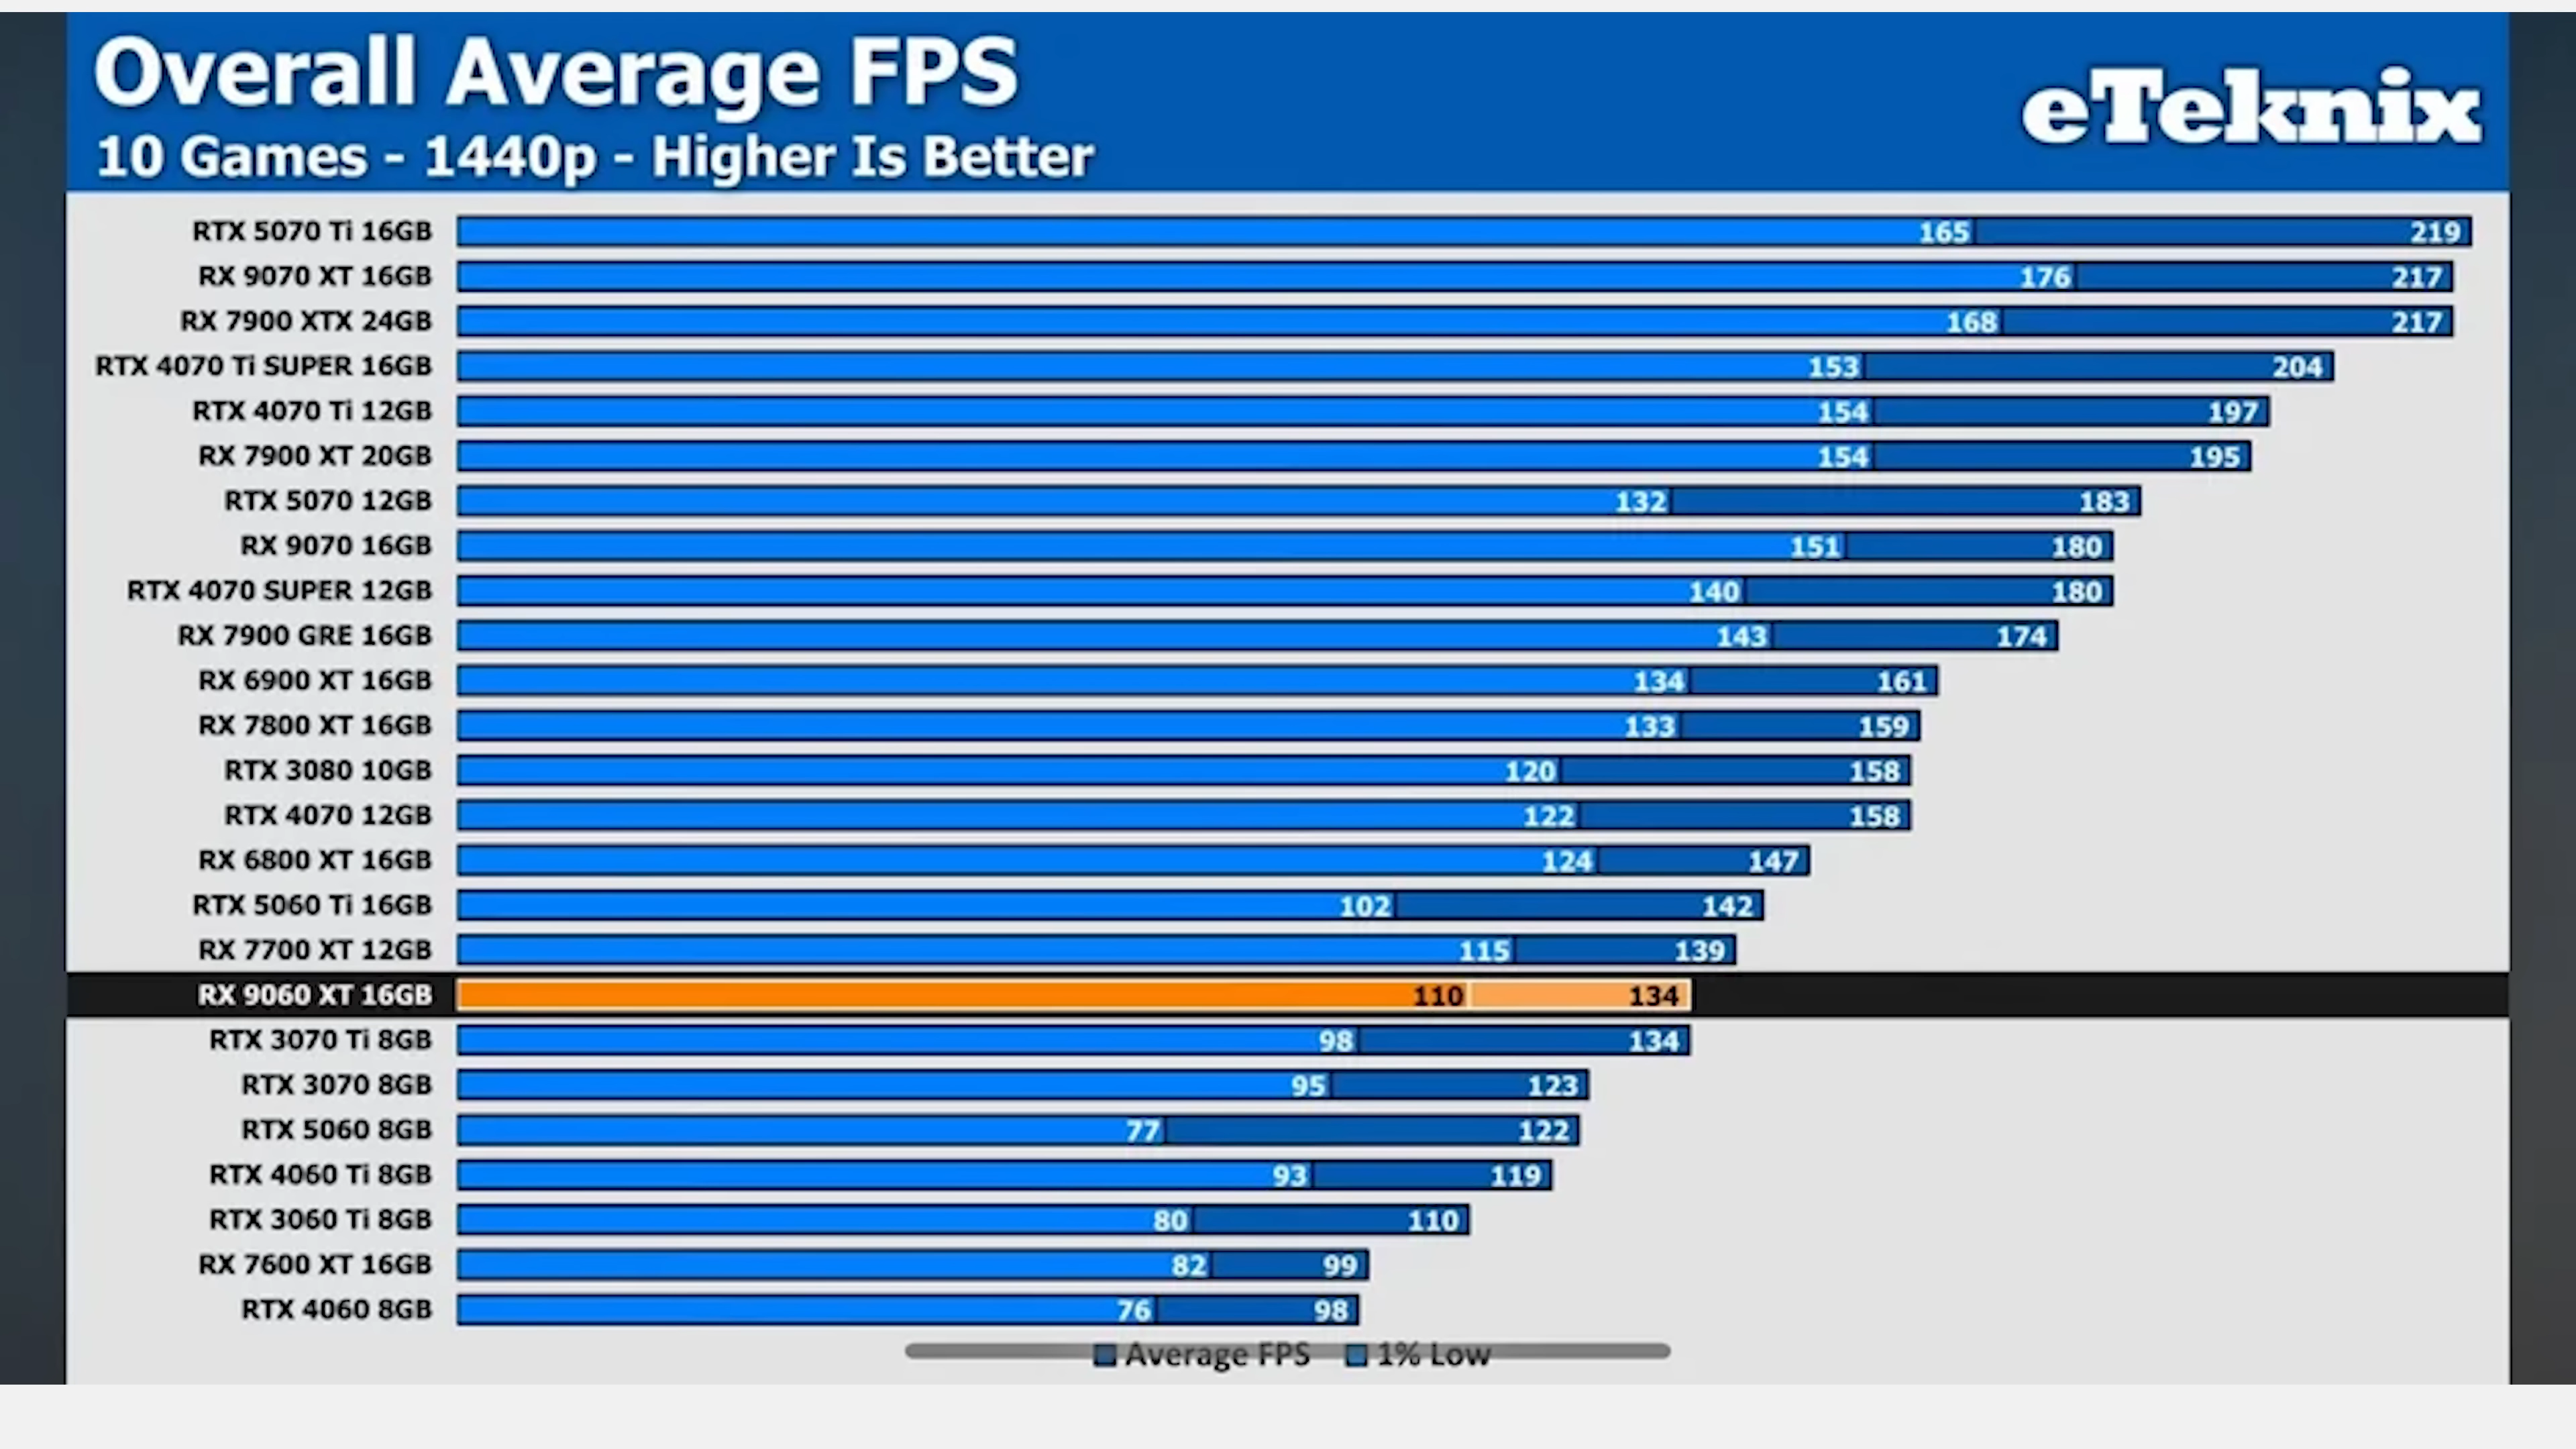 Overall Average FPS
eTeknix
10 Games - 1440p - Higher Is Better
RTX 5070 Ti 16GB 165 219
RX 9070 XT 16GB 176 217
RX 7900 XTX 24GB 168 217
RTX 4070 Ti SUPER 16GB 153 204
RTX 4070 Ti 12GB 154 197
RX 7900 XT 20GB 154 195
RTX 5070 12GB 132 183
RX 9070 16GB 151 180
RTX 4070 SUPER 12GB 140 180
RX 7900 GRE 16GB 143 174
RX 6900 XT 16GB 134 161
RX 7800 XT 16GB 133 159
RTX 3080 10GB 120 158
RTX 4070 12GB 122 158
RX 6800 XT 16GB 124 147
RTX 5060 Ti 16GB 102 142
RX 7700 XT 12GB 115 139
RX 9060 XT 16GB 110 134
RTX 3070 Ti 8GB 98 134
RTX 3070 8GB 95 123
RTX 5060 8GB 77 122
RTX 4060 Ti 8GB 93 119
RTX 3060 Ti 8GB 80 110
RX 7600 XT 16GB 82 99
RTX 4060 8GB 76 98
Average FPS 1% Low